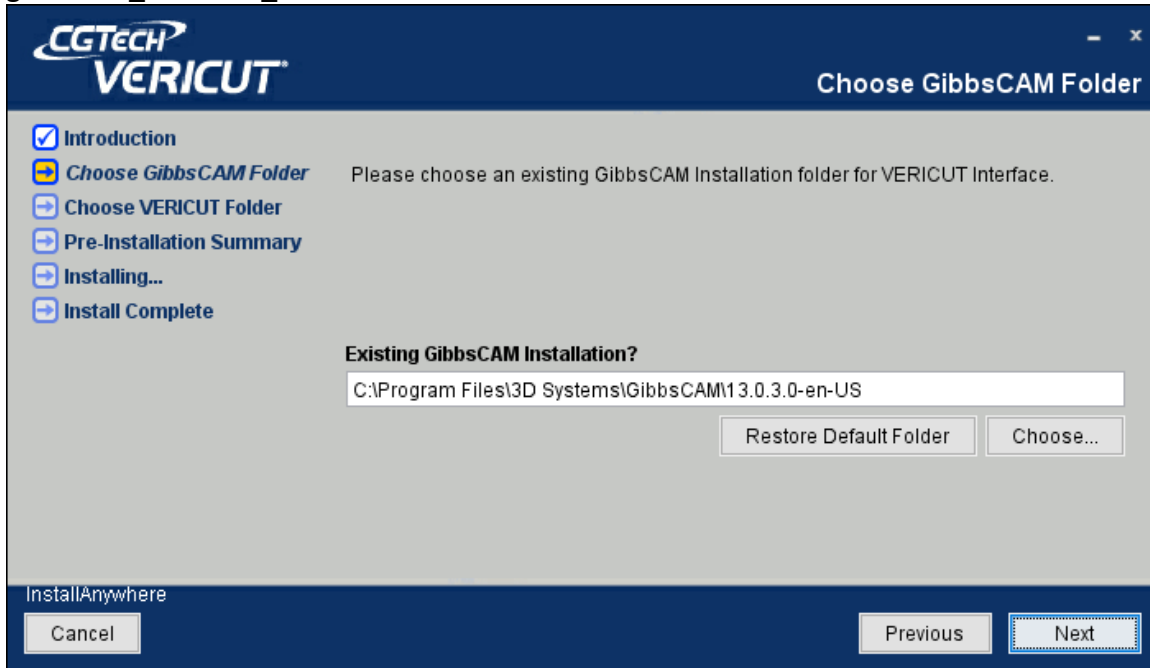 CGTECH
VERICUT
Choose GibbsCAM Folder
Introduction
Choose GibbsCAM Folder
Choose VERICUT Folder
Pre-Installation Summary
Installing...
Install Complete
Please choose an existing GibbsCAM Installation folder for VERICUT Interface.
Existing GibbsCAM Installation?
C:\Program Files\3D Systems\GibbsCAM\13.0.3.0-en-US
Restore Default Folder
Choose...
InstallAnywhere
Cancel
Previous
Next